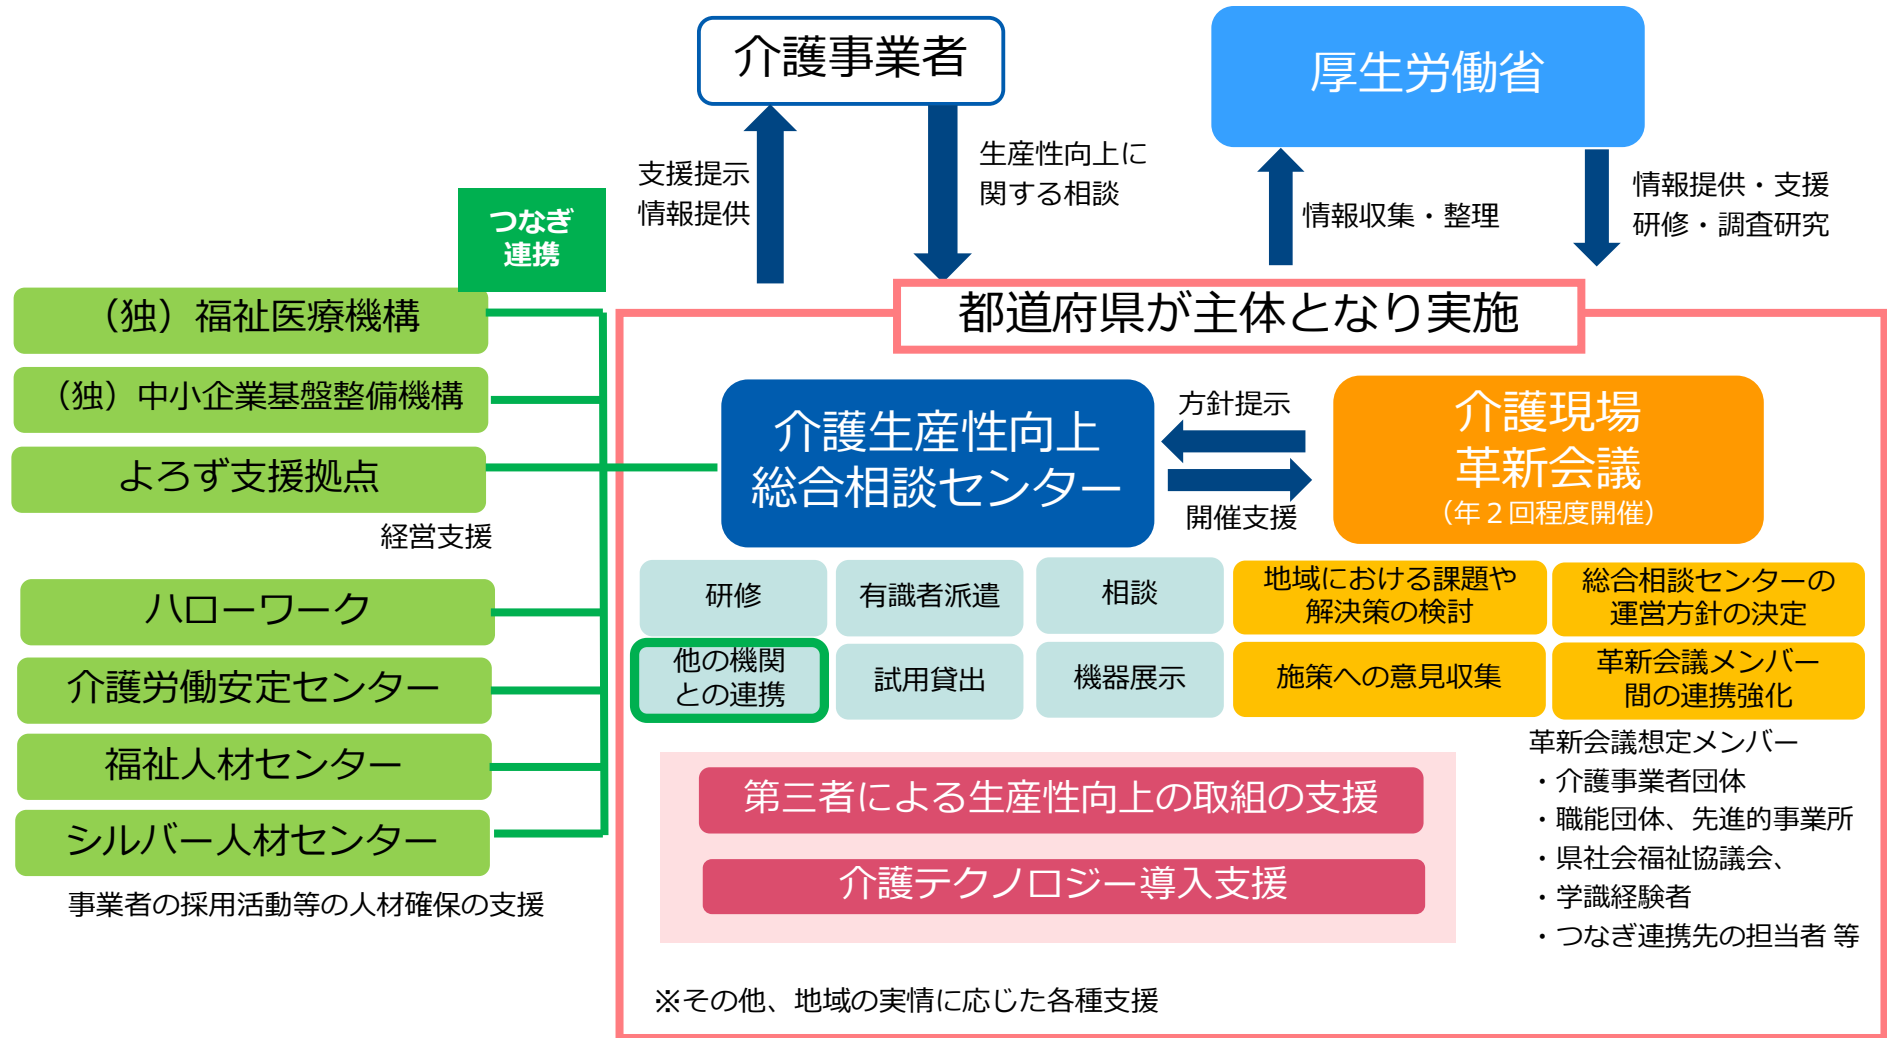 介護事業者
厚生労働省
支援提示
情報提供
生産性向上に
関する相談
情報収集・整理
情報提供・支援
研修・調査研究
つなぎ
連携
都道府県が主体となり実施
（独）福祉医療機構
（独）中小企業基盤整備機構
よろず支援拠点
経営支援
ハローワーク
介護労働安定センター
福祉人材センター
シルバー人材センター
事業者の採用活動等の人材確保の支援
介護生産性向上
総合相談センター
方針提示
開催支援
介護現場
革新会議
（年２回程度開催）
研修
有識者派遣
相談
他の機関
との連携
試用貸出
機器展示
地域における課題や
解決策の検討
総合相談センターの
運営方針の決定
施策への意見収集
革新会議メンバー
間の連携強化
第三者による生産性向上の取組の支援
介護テクノロジー導入支援
革新会議想定メンバー
・介護事業者団体
・職能団体、先進的事業所
・県社会福祉協議会、
・学識経験者
・つなぎ連携先の担当者 等
※その他、地域の実情に応じた各種支援